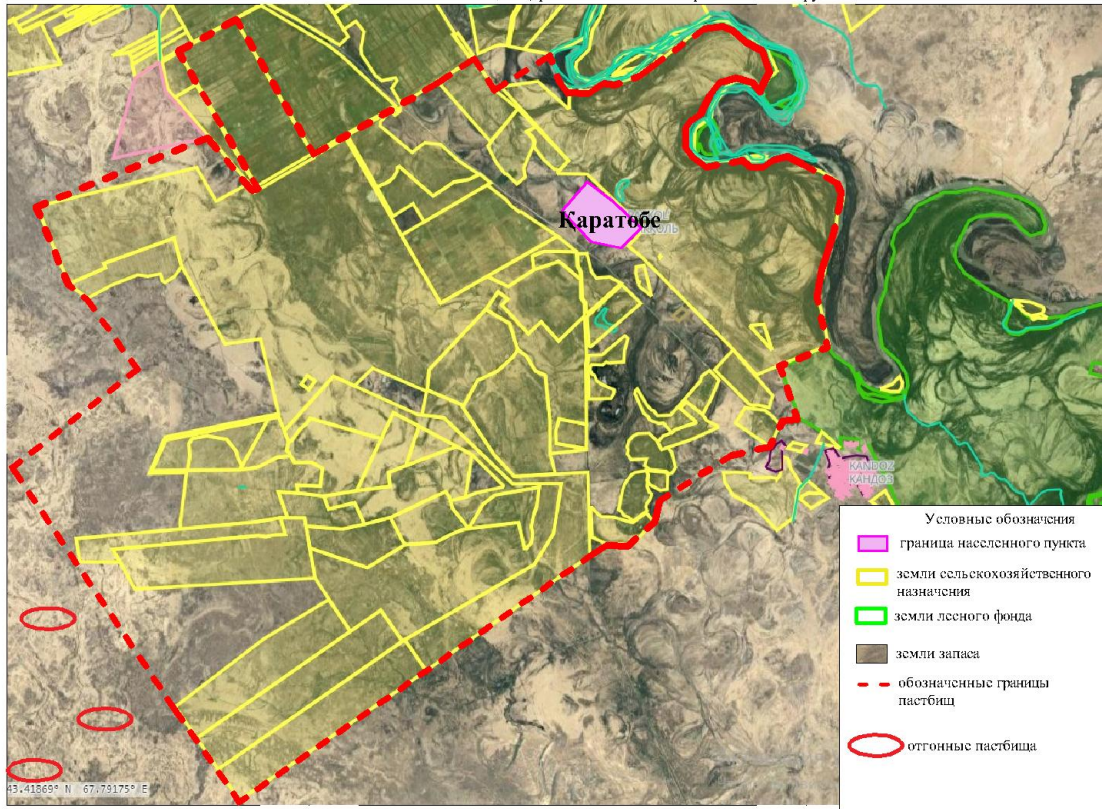 Қаратобе
KANDOZ
КАНДОЗ
Условные обозначения
граница населенного пункта
земли сельскохозяйственного
назначения
земли лесного фонда
земли запаса
обозначенные границы
пастбищ
отгонные пастбища
43.41869° N 67.79175° E